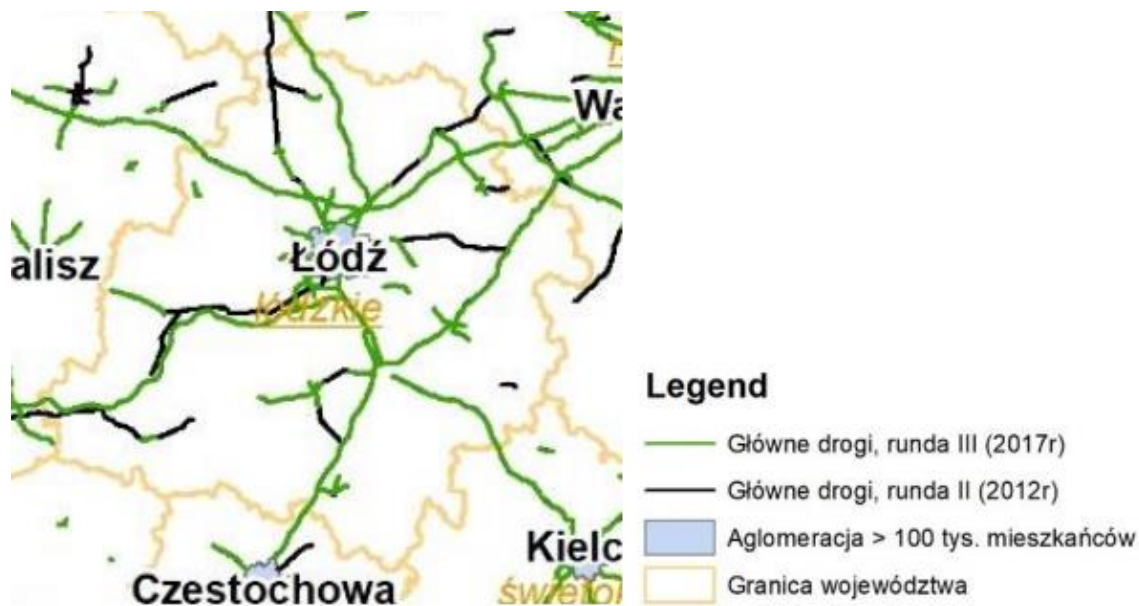 Wa
alisz
Łódź
łódzkie
Kielc
Częstochowa
świętok
Legend
Główne drogi, runda III (2017r)
Główne drogi, runda II (2012r)
Aglomeracja > 100 tys. mieszkańców
Granica województwa